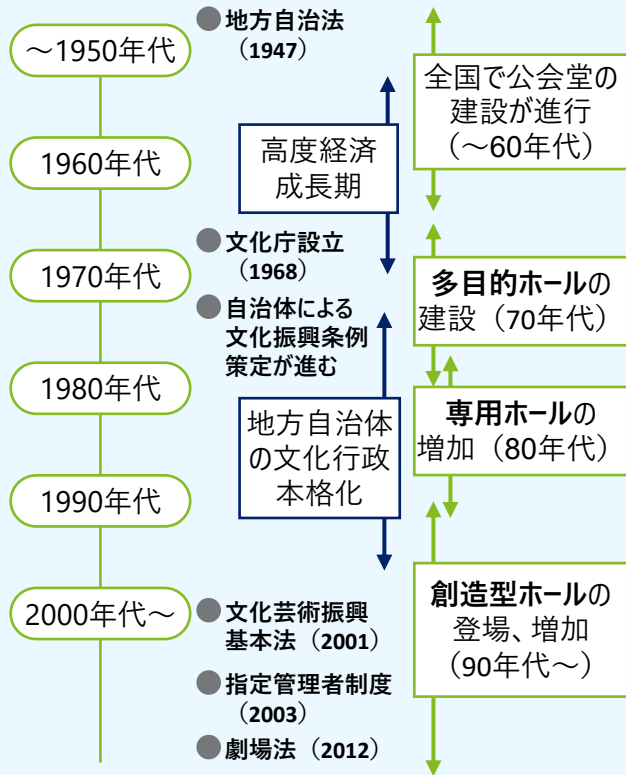 ～1950年代
1960年代
1970年代
1980年代
1990年代
2000年代～
地方自治法
（1947）
文化庁設立
（1968）
自治体による
文化振興条例
策定が進む
文化芸術振興
基本法（2001）
指定管理者制度
（2003）
劇場法（2012）
高度経済
成長期
地方自治体
の文化行政
本格化
全国で公会堂の
建設が進行
（～60年代）
多目的ホールの
建設（70年代）
専用ホールの
増加（80年代）
創造型ホールの
登場、増加
（90年代～）